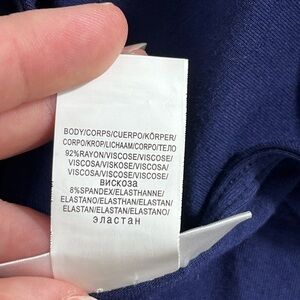 BODY/CORPS/CUERPO/KÖRPER/
CORPO/KROP/LICHAAM/CORPO/ТЕЛО
92%RAYON/VISCOSE/VISCOSE/
VISCOSA/VISKOSE/VISCOSA/
VISCOSA/VISCOSE/VISCOSE/
ВИСКОЗА
8%SPANDEX/ELASTHANNE/
ELASTANO/ELASTHAN/ELASTAN/
ELASTAN/ELASTAN/ELASTANO/
ЭЛАСТАН